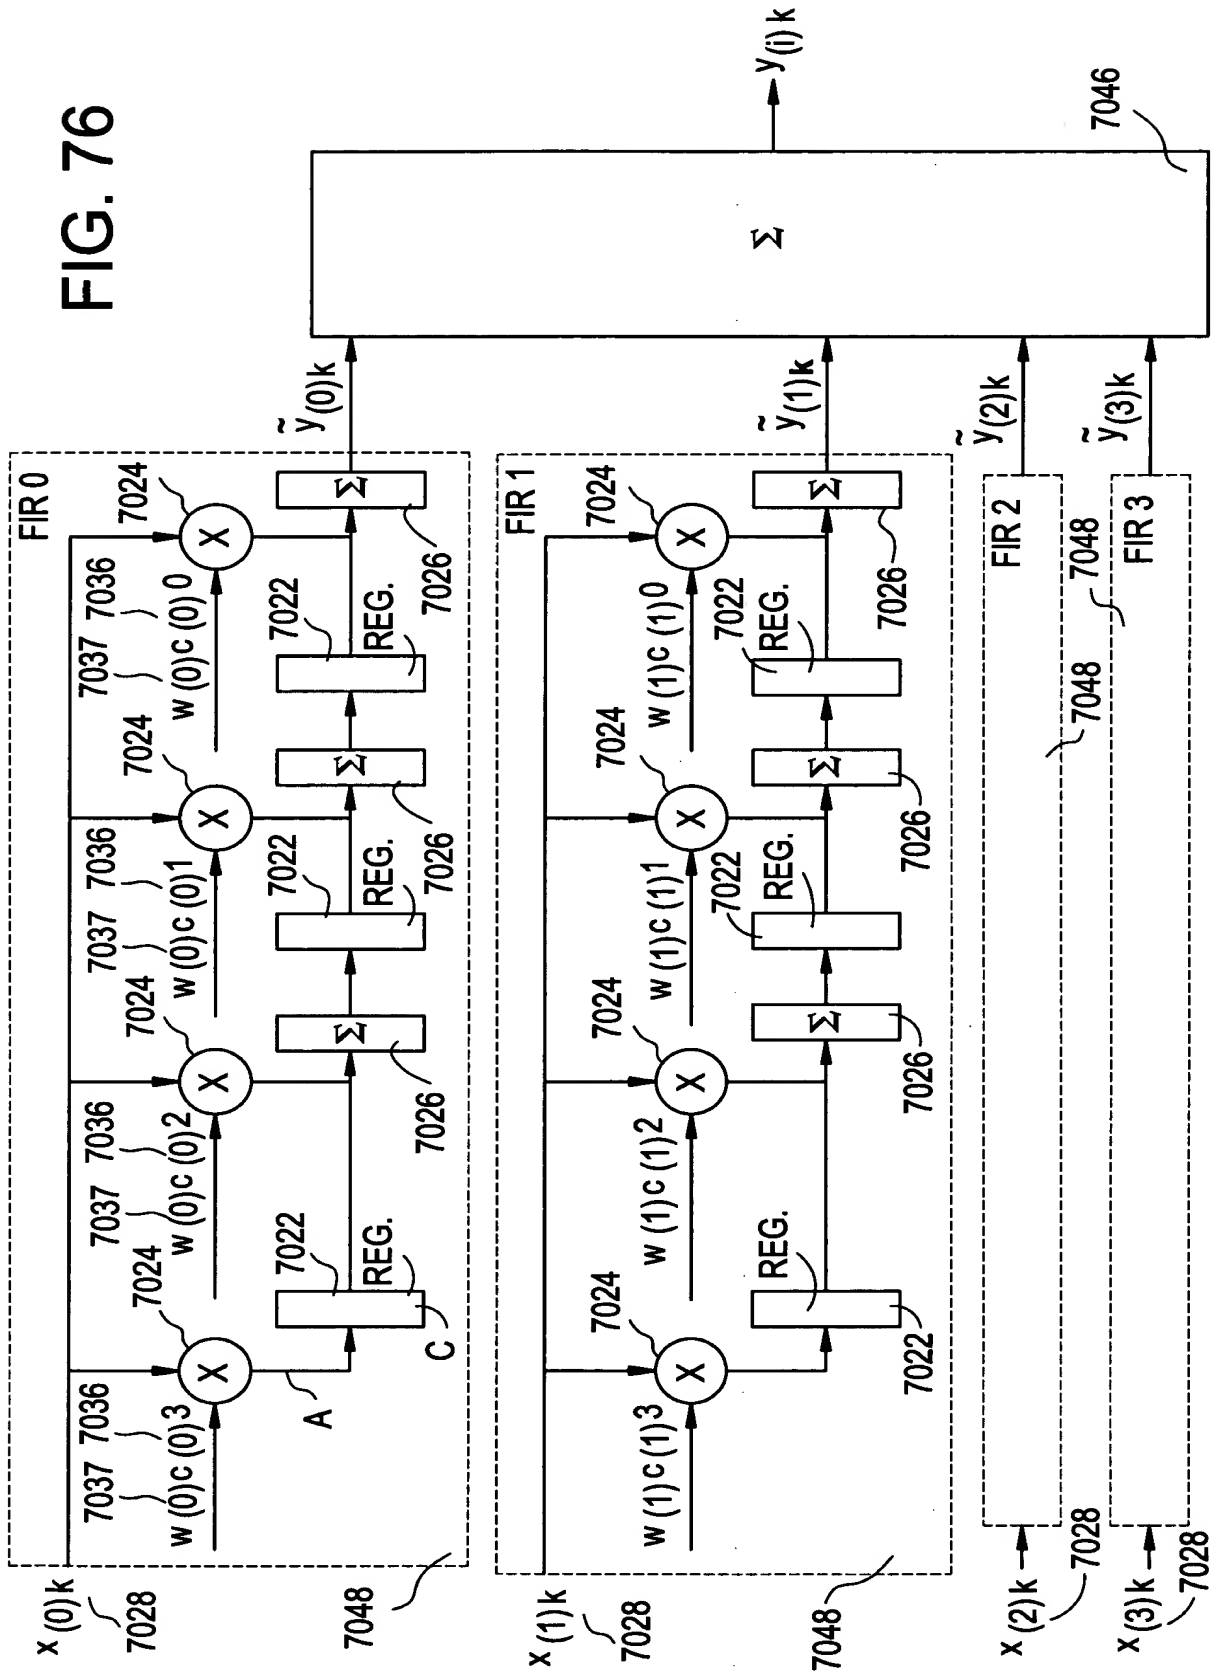 FIG. 76
FIR 0
x(0)k
7028
7048
7037
7036
w(0)c(0)3
7024
7037
7036
w(0)c(0)2
7024
7037
7036
w(0)c(0)1
7024
7037
7036
w(0)c(0)0
7024
X
X
X
X
A
C
7022
REG.
Σ
7026
7022
REG.
Σ
7026
7022
REG.
Σ
7026
ỹ(0)k
FIR 1
x(1)k
7028
7048
w(1)c(1)3
7024
w(1)c(1)2
7024
w(1)c(1)1
7024
w(1)c(1)0
7024
X
X
X
X
REG.
7022
Σ
7026
7022
REG.
Σ
7026
7022
REG.
Σ
7026
ỹ(1)k
x(2)k
7028
7048
FIR 2
ỹ(2)k
x(3)k
7028
7048
FIR 3
ỹ(3)k
Σ
7046
y(i)k